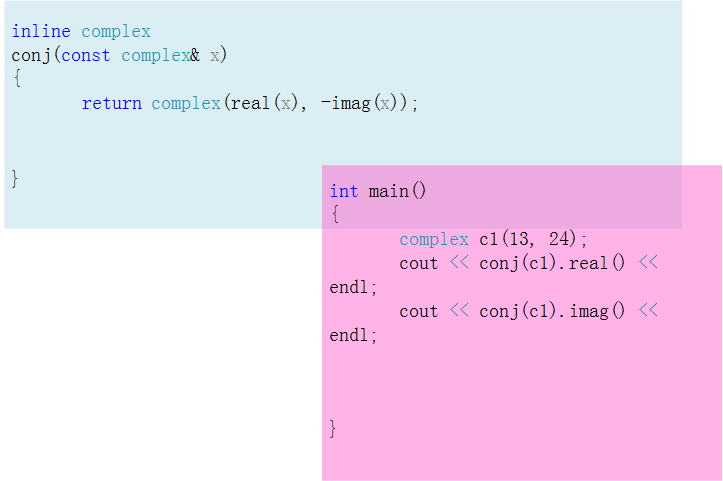 inline complex
conj(const complex& x)
{
return complex(real(x), -imag(x));
}
int main()
{
complex c1(13, 24);
cout << conj(c1).real() <<
endl;
cout << conj(c1).imag() <<
endl;
}